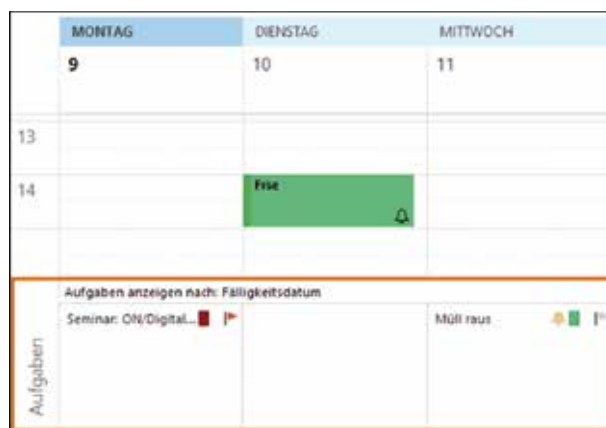 MONTAG DIENSTAG MITTWOCH
9 10 11
13
14 Frise
Aufgaben anzeigen nach: Fälligkeitsdatum
Seminar: ON/Digital... Müll raus
Aufgaben